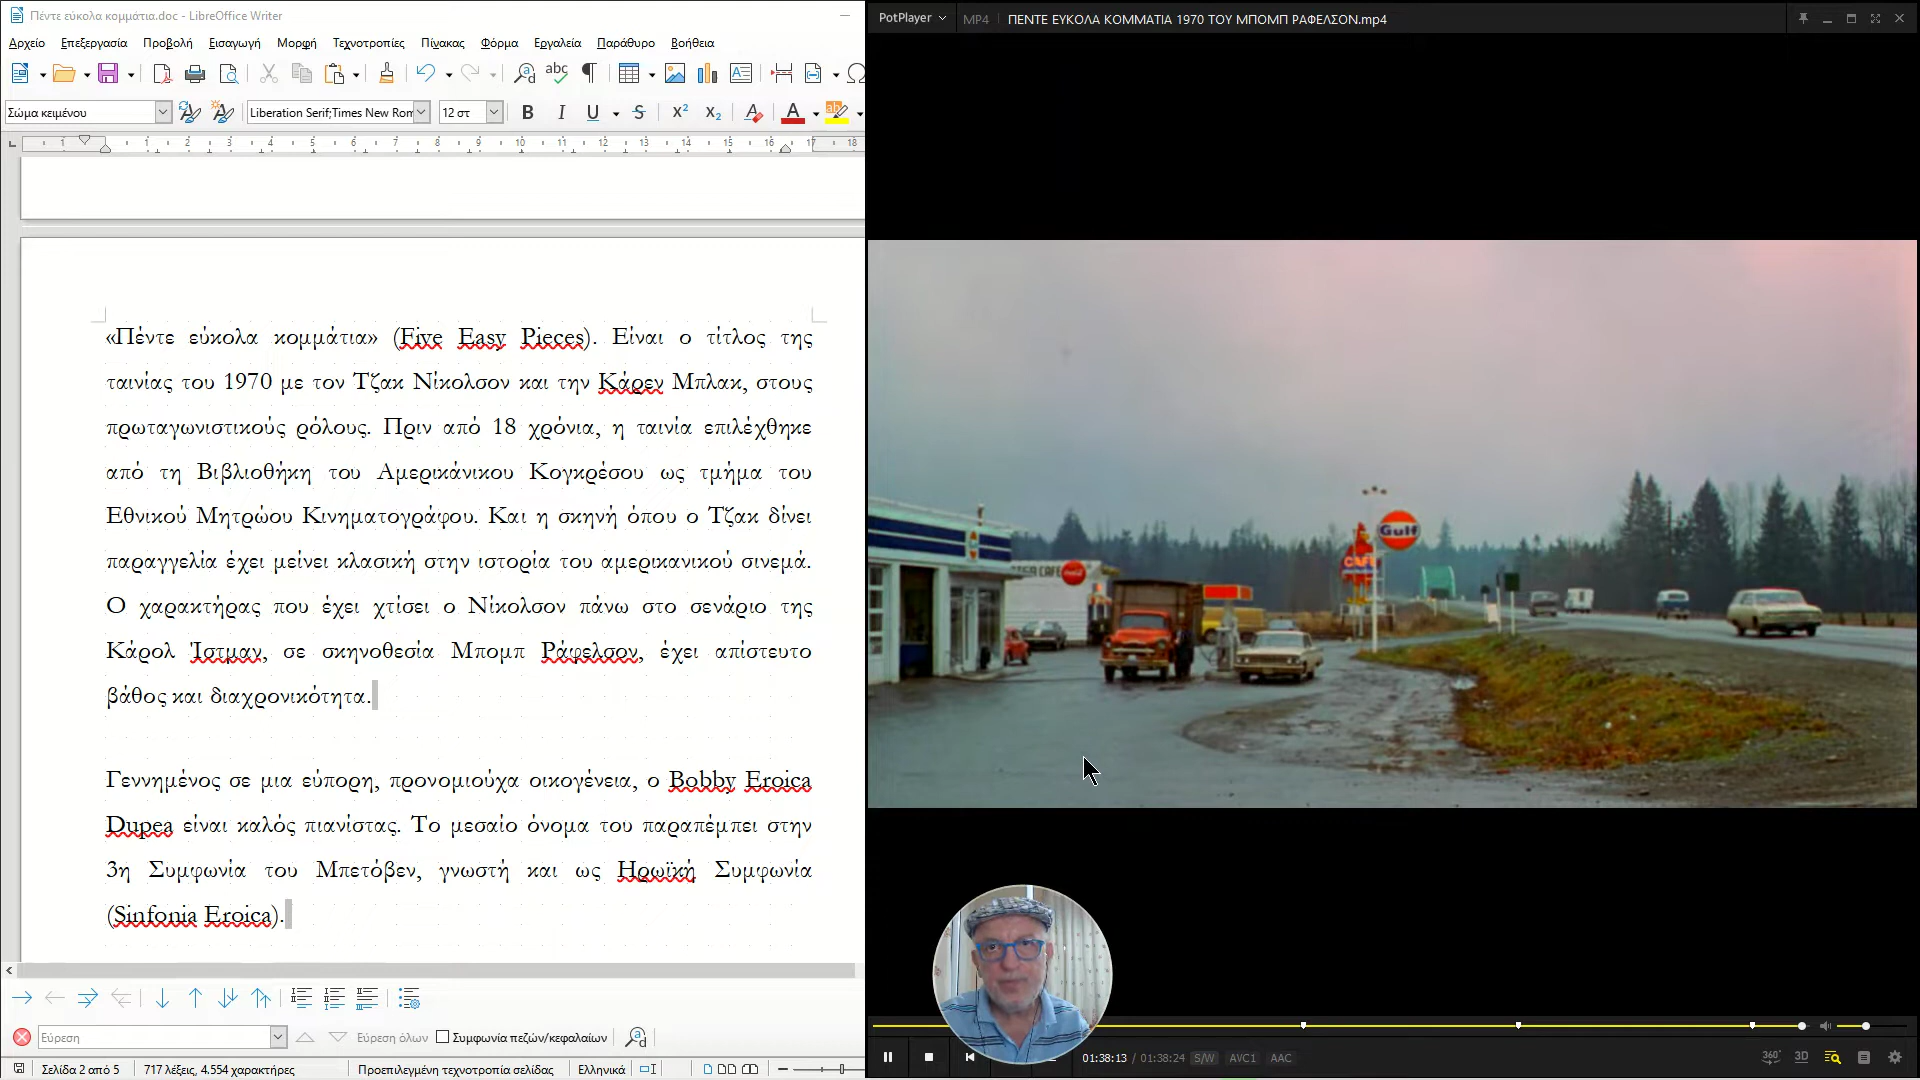 Πέντε εύκολα κομμάτια.doc - LibreOffice Writer
Αρχείο Επεξεργασία Προβολή Εισαγωγή Μορφή Τεχνοτροπίες Πίνακας Φόρμα Εργαλεία Παράθυρο Βοήθεια
Σώμα κειμένου Liberation Serif;Times New Rom 12 στ
«Πέντε εύκολα κομμάτια» (Five Easy Pieces). Είναι ο τίτλος της
ταινίας του 1970 με τον Τζακ Νίκολσον και την Κάρεν Μπλακ, στους
πρωταγωνιστικούς ρόλους. Πριν από 18 χρόνια, η ταινία επιλέχθηκε
από τη Βιβλιοθήκη του Αμερικάνικου Κογκρέσου ως τμήμα του
Εθνικού Μητρώου Κινηματογράφου. Και η σκηνή όπου ο Τζακ δίνει
παραγγελία έχει μείνει κλασική στην ιστορία του αμερικανικού σινεμά.
Ο χαρακτήρας που έχει χτίσει ο Νίκολσον πάνω στο σενάριο της
Κάρολ Ίστμαν, σε σκηνοθεσία Μπομπ Ράφελσον, έχει απίστευτο
βάθος και διαχρονικότητα.
Γεννημένος σε μια εύπορη, προνομιούχα οικογένεια, ο Bobby Eroica
Dupea είναι καλός πιανίστας. Το μεσαίο όνομα του παραπέμπει στην
3η Συμφωνία του Μπετόβεν, γνωστή και ως Ηρωϊκή Συμφωνία
(Sinfonia Eroica).
Εύρεση Εύρεση όλων Συμφωνία πεζών/κεφαλαίων
Σελίδα 2 από 5 717 λέξεις, 4.554 χαρακτήρες Προεπιλεγμένη τεχνοτροπία σελίδας Ελληνικά
PotPlayer MP4 ΠΕΝΤΕ ΕΥΚΟΛΑ ΚΟΜΜΑΤΙΑ 1970 ΤΟΥ ΜΠΟΜΠ ΡΑΦΕΛΣΟΝ.mp4
Gulf
CAFE
01:38:13 / 01:38:24 S/W AVC1 AAC
360° 3D